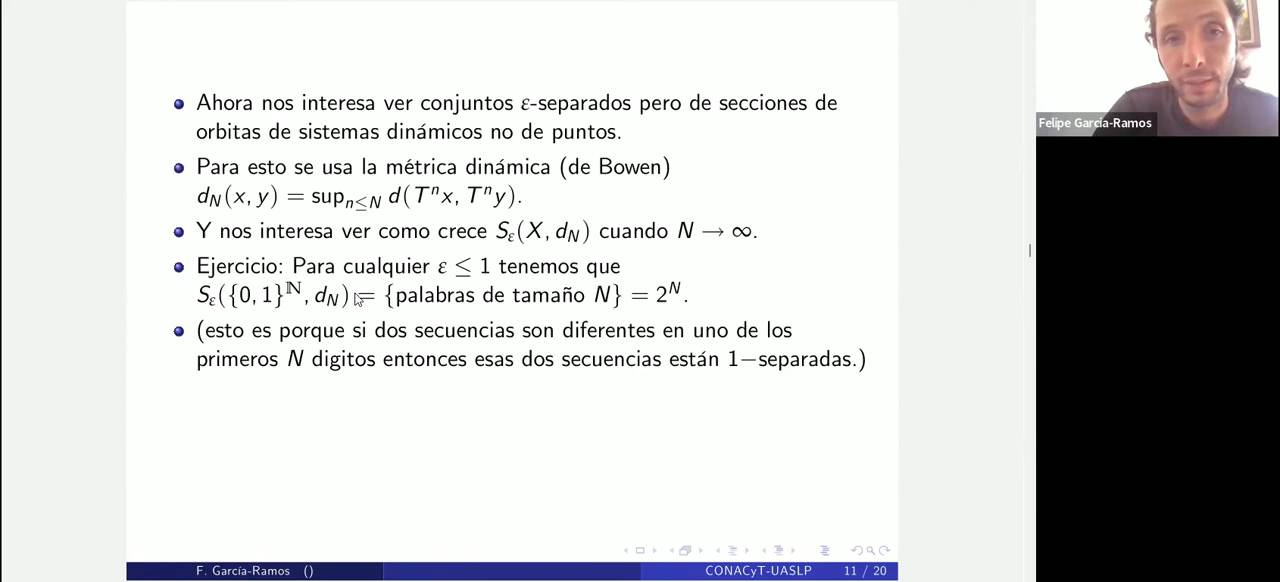 Ahora nos interesa ver conjuntos ε-separados pero de secciones de
orbitas de sistemas dinámicos no de puntos.
Para esto se usa la métrica dinámica (de Bowen)
d_N(x, y) = sup_{n≤N} d(T^n x, T^n y).
Y nos interesa ver como crece S_ε(X, d_N) cuando N → ∞.
Ejercicio: Para cualquier ε ≤ 1 tenemos que
S_ε({0, 1}^ℕ, d_N) = {palabras de tamaño N} = 2^N.
(esto es porque si dos secuencias son diferentes en uno de los
primeros N digitos entonces esas dos secuencias están 1−separadas.)
F. García-Ramos ()
CONACyT-UASLP
11 / 20
Felipe García-Ramos